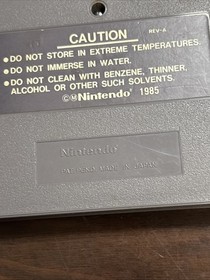 CAUTION
REV-A
●DO NOT STORE IN EXTREME TEMPERATURES.
●DO NOT IMMERSE IN WATER.
●DO NOT CLEAN WITH BENZENE, THINNER,
ALCOHOL OR OTHER SUCH SOLVENTS.
©Ⓜ Nintendo® 1985
Nintendo
MADE IN JAPAN